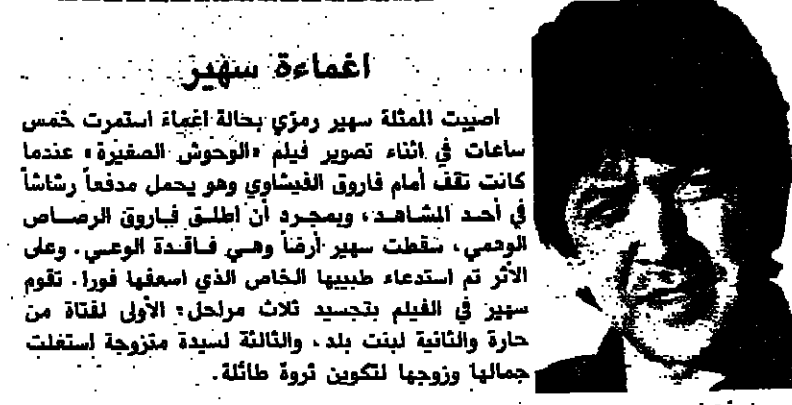 اغماءة سهير
اصيبت الممثلة سهير رمزي بحالة اغماء استمرت خمس
ساعات في اثناء تصوير فيلم «الوحوش الصغيرة» عندما
كانت تقف أمام فاروق الفيشاوي وهو يحمل مدفعاً رشاشاً
في أحد المشاهد، وبمجرد أن اطلق فاروق الرصاص
الوهمي، سقطت سهير أرضاً وهي فاقدة الوعي. وعلى
الأثر تم استدعاء طبيبها الخاص الذي اسعفها فورا. تقوم
سهير في الفيلم بتجسيد ثلاث مراحل: الأولى لفتاة من
حارة والثانية لبنت بلد، والثالثة لسيدة متزوجة إستغلت
جمالها وزوجها لتكوين ثروة طائلة.